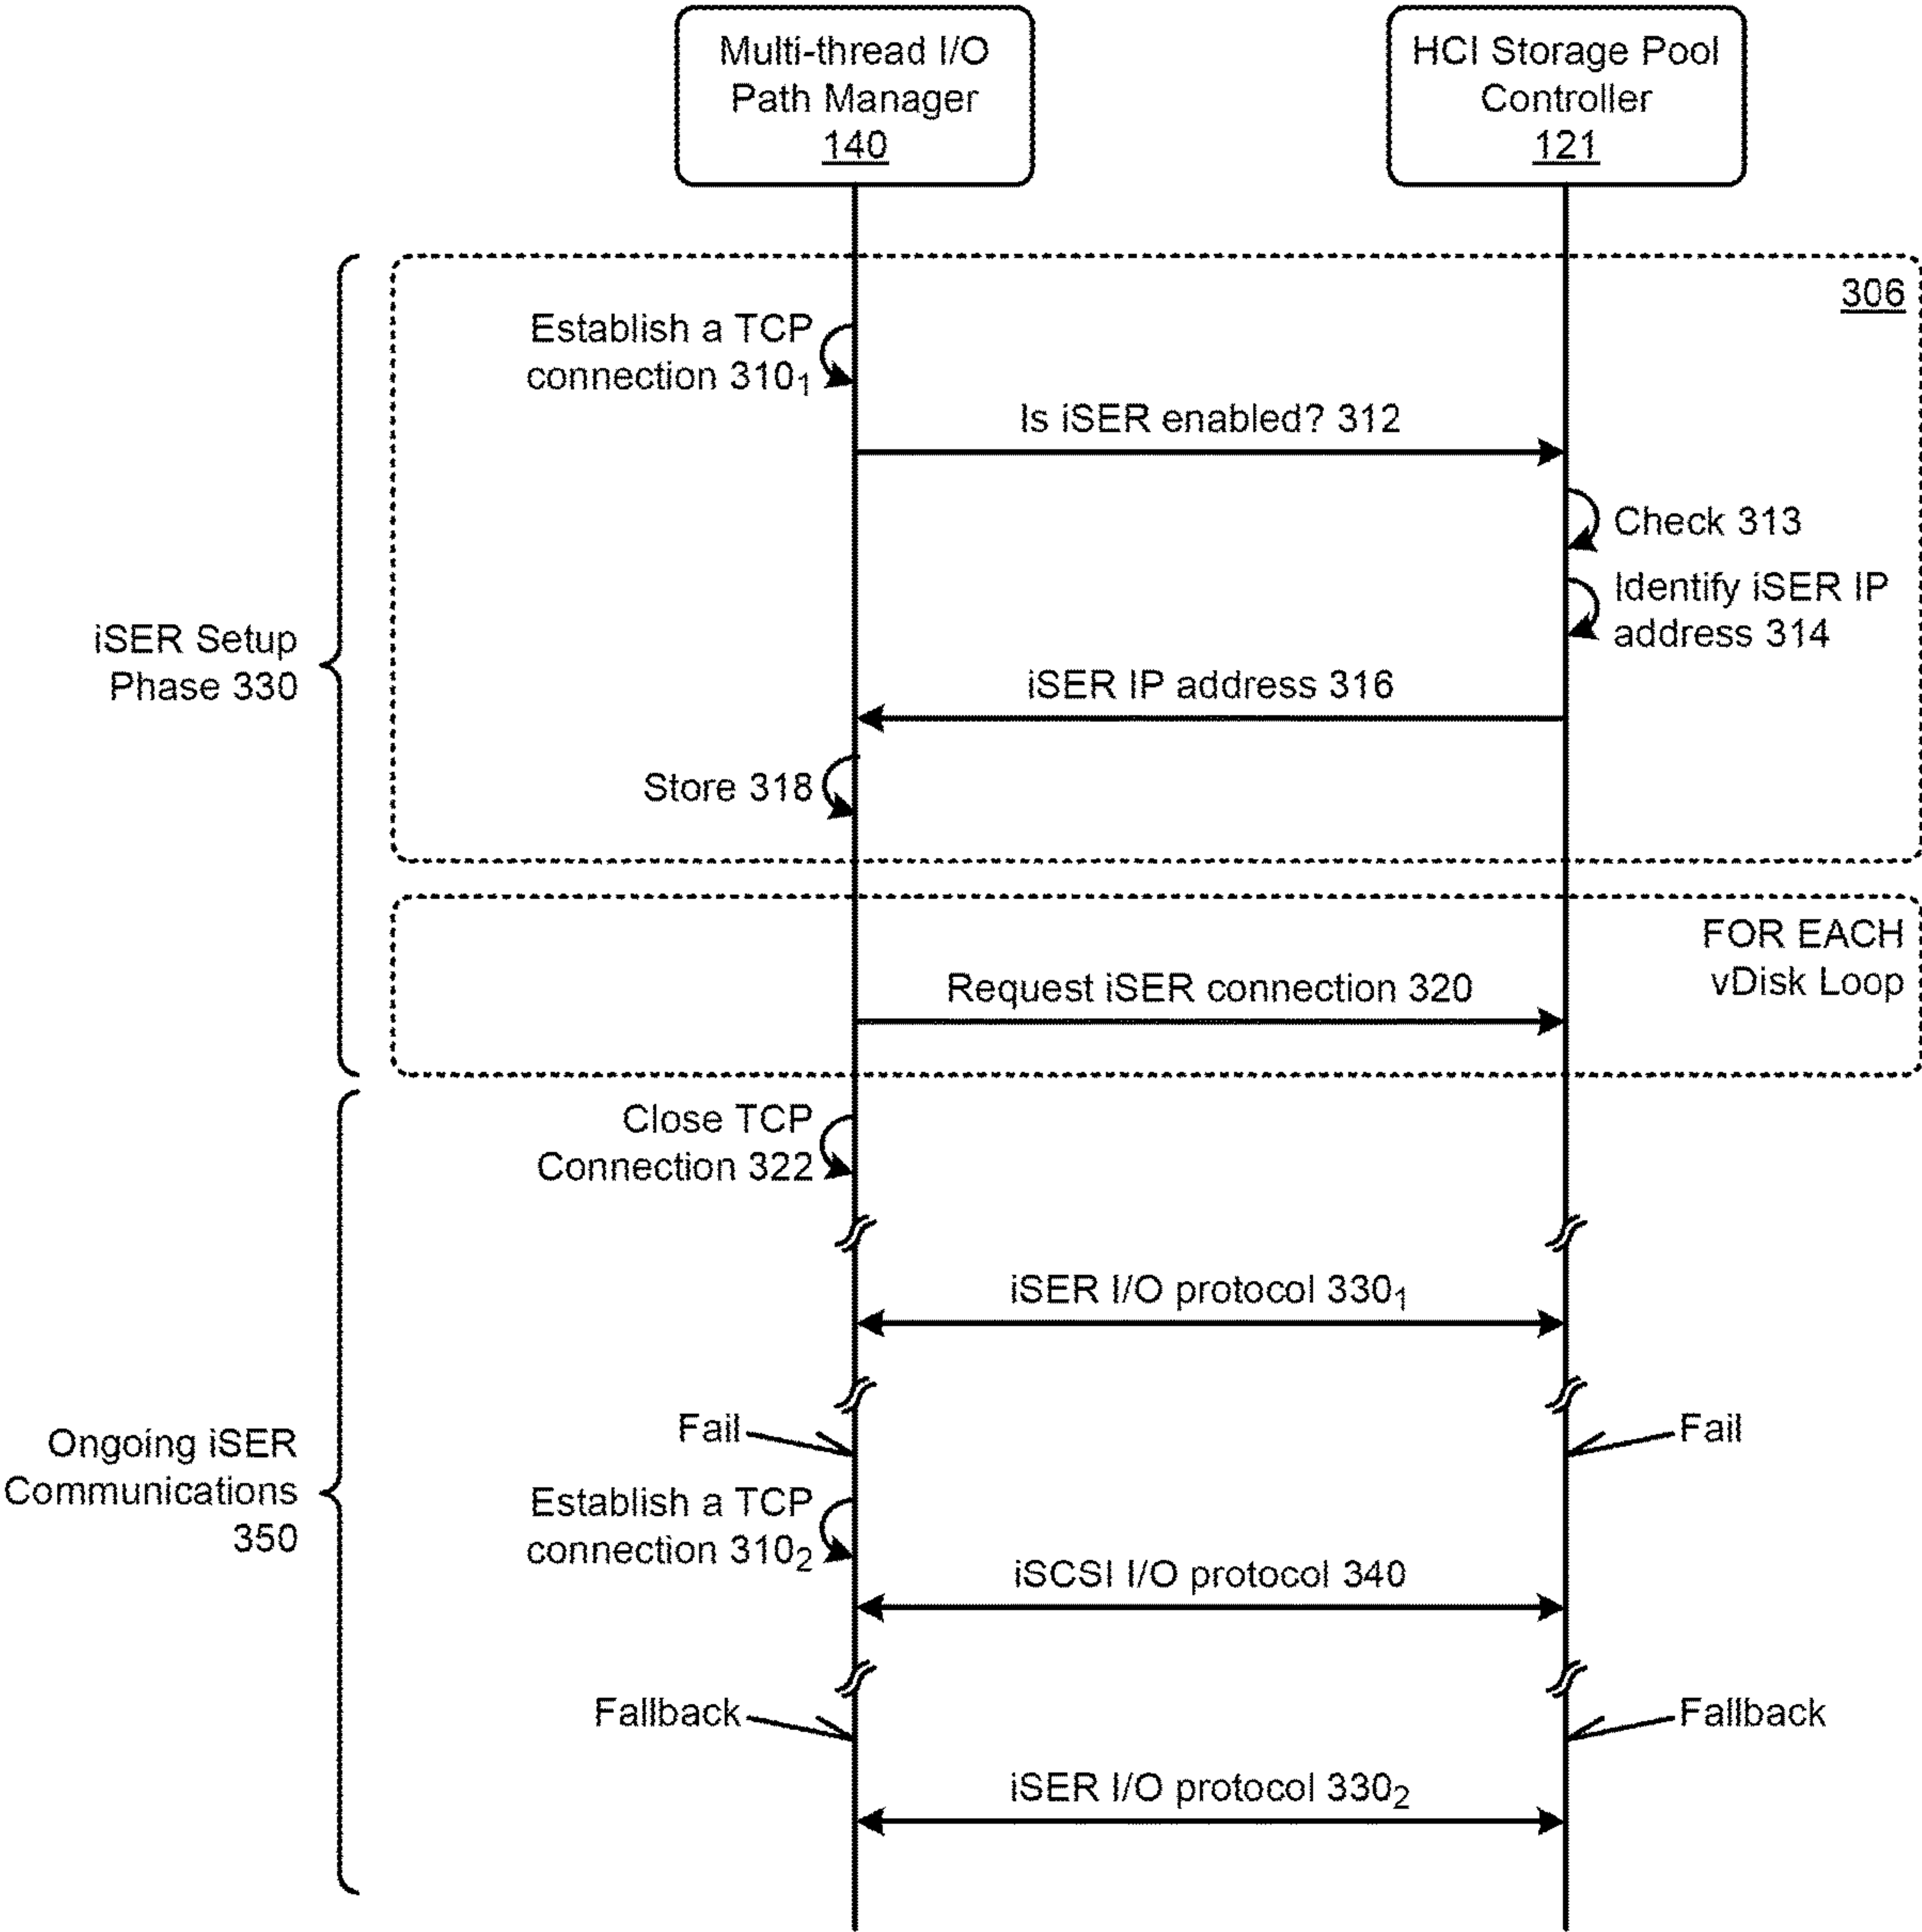 Multi-thread I/O
Path Manager
140
HCI Storage Pool
Controller
121
306
Establish a TCP
connection 310₁
Is iSER enabled? 312
Check 313
Identify iSER IP
address 314
iSER Setup
Phase 330
iSER IP address 316
Store 318
FOR EACH
vDisk Loop
Request iSER connection 320
Close TCP
Connection 322
iSER I/O protocol 330₁
Fail
Fail
Ongoing iSER
Communications
350
Establish a TCP
connection 310₂
iSCSI I/O protocol 340
Fallback
Fallback
iSER I/O protocol 330₂